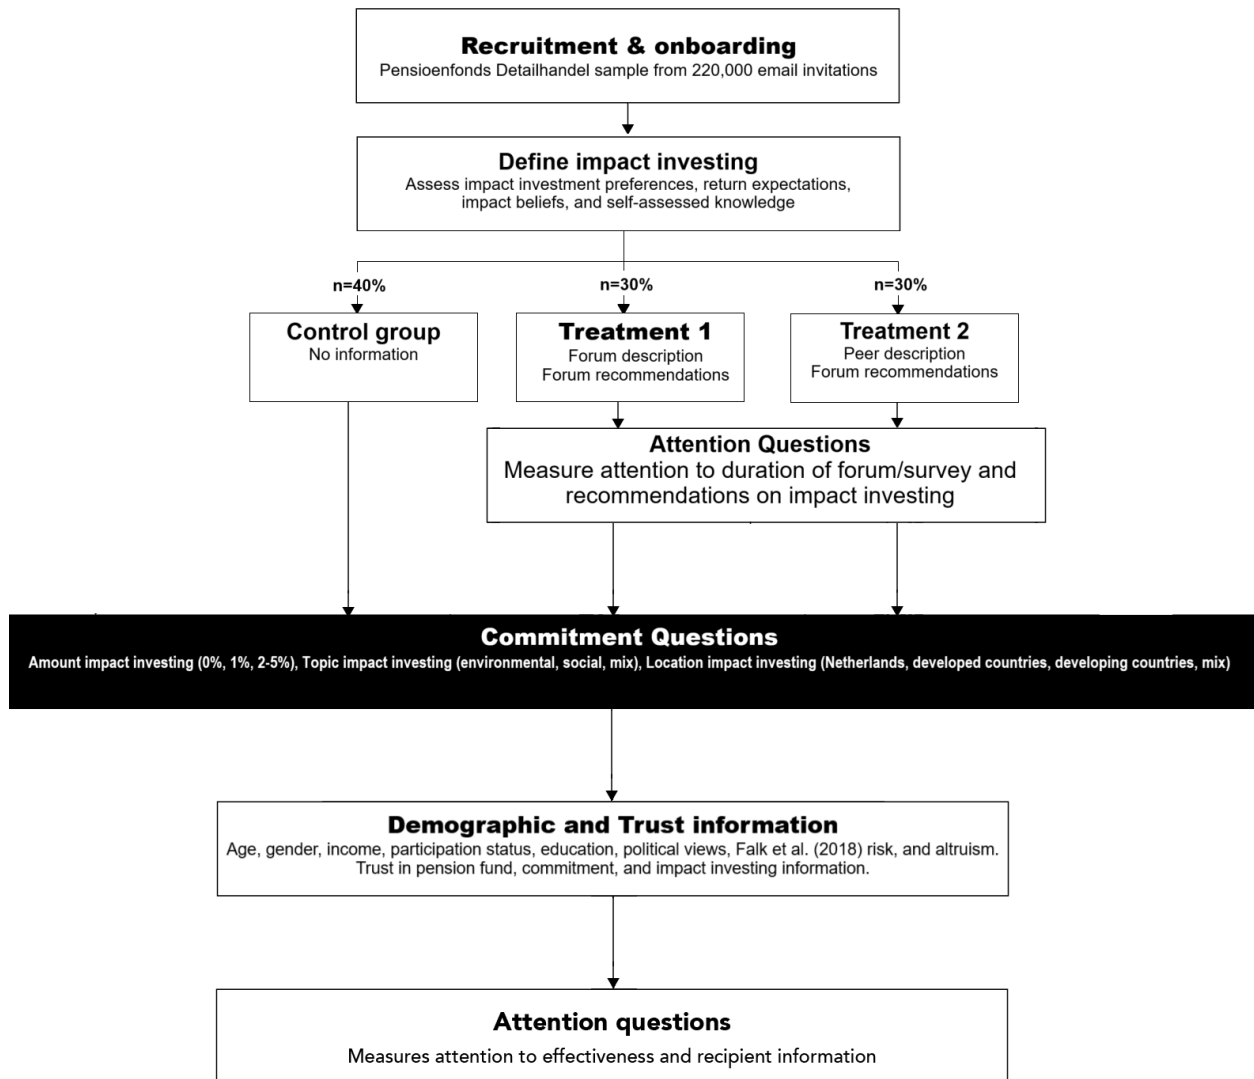 Recruitment & onboarding
Pensioenfonds Detailhandel sample from 220,000 email invitations
Define impact investing
Assess impact investment preferences, return expectations,
impact beliefs, and self-assessed knowledge
n=40%
n=30%
n=30%
Control group
No information
Treatment 1
Forum description
Forum recommendations
Treatment 2
Peer description
Forum recommendations
Attention Questions
Measure attention to duration of forum/survey and
recommendations on impact investing
Commitment Questions
Amount impact investing (0%, 1%, 2-5%), Topic impact investing (environmental, social, mix), Location impact investing (Netherlands, developed countries, developing countries, mix)
Demographic and Trust information
Age, gender, income, participation status, education, political views, Falk et al. (2018) risk, and altruism.
Trust in pension fund, commitment, and impact investing information.
Attention questions
Measures attention to effectiveness and recipient information